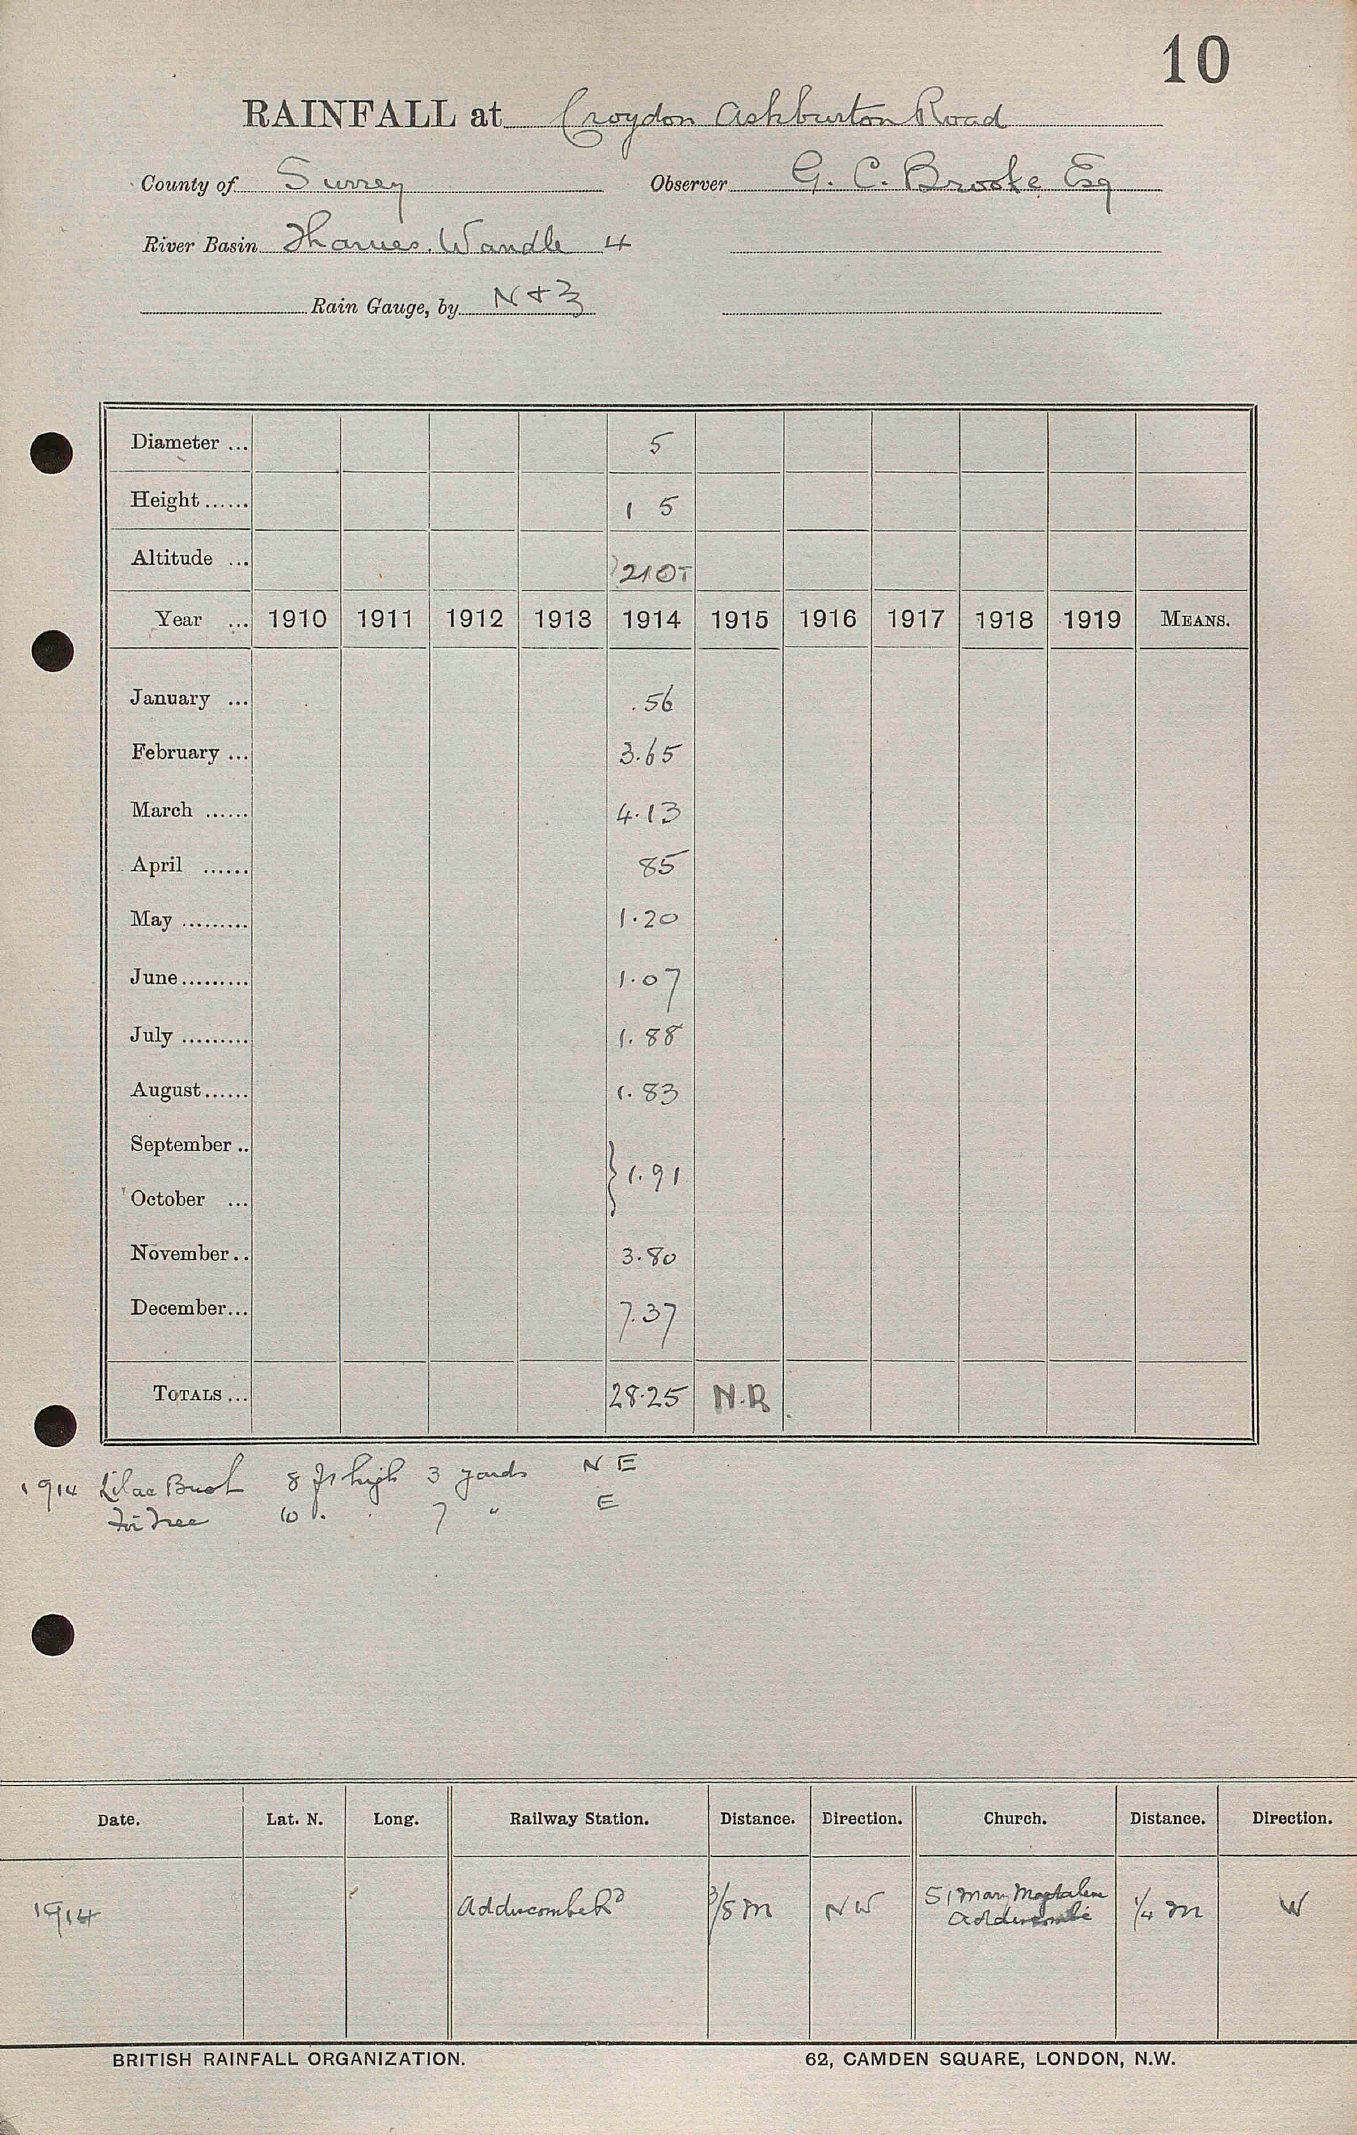 10
RAINFALL at Croydon Ashburton Road
County of Surrey Observer G. C. Brooke Esq
River Basin Thames. Wandle 4
Rain Gauge, by N & Z
Diameter ... 5
Height ...... 1 5
Altitude ... 210T
Year ... 1910 1911 1912 1913 1914 1915 1916 1917 1918 1919 MEANS.
January ... .56
February ... 3.65
March ...... 4.13
April ...... 85
May ......... 1.20
June ......... 1.07
July ......... 1.88
August ...... 1.83
September .. } 1.91
October ...
November .. 3.80
December ... 7.37
TOTALS ... 28.25 N.R
1914 Lilac Bush 8 ft high 3 yards N E
Fir Tree 10 . . 7 " E
Date. Lat. N. Long. Railway Station. Distance. Direction. Church. Distance. Direction.
1914 Addiscombe Rd 3/8 m NW St Mary Magdalene 1/4 m W
Addiscombe
BRITISH RAINFALL ORGANIZATION. 62, CAMDEN SQUARE, LONDON, N.W.